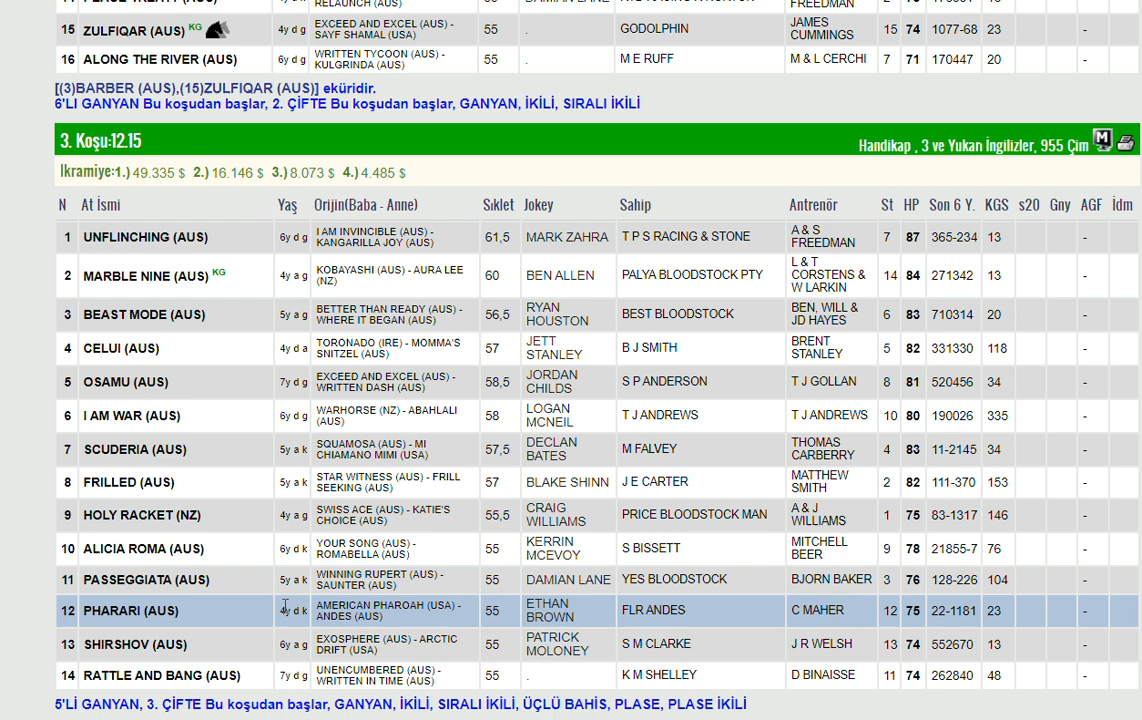 RELAUNCH (AUS) FREEDMAN
15 ZULFIQAR (AUS) KG 4y d g EXCEED AND EXCEL (AUS) - SAYF SHAMAL (USA) 55 . GODOLPHIN JAMES CUMMINGS 15 74 1077-68 23 -
16 ALONG THE RIVER (AUS) 6y d g WRITTEN TYCOON (AUS) - KULGRINDA (AUS) 55 . M E RUFF M & L CERCHI 7 71 170447 20 -
[(3)BARBER (AUS),(15)ZULFIQAR (AUS)] eküridir.
6'LI GANYAN Bu koşudan başlar, 2. ÇİFTE Bu koşudan başlar, GANYAN, İKİLİ, SIRALI İKİLİ
3. Koşu:12.15 Handikap , 3 ve Yukarı İngilizler, 955 Çim M
İkramiye:1.) 49.335 $ 2.) 16.146 $ 3.) 8.073 $ 4.) 4.485 $
N At İsmi Yaş Orijin(Baba - Anne) Sıklet Jokey Sahip Antrenör St HP Son 6 Y. KGS s20 Gny AGF İdm
1 UNFLINCHING (AUS) 6y d g I AM INVINCIBLE (AUS) - KANGARILLA JOY (AUS) 61,5 MARK ZAHRA T P S RACING & STONE A & S FREEDMAN 7 87 365-234 13 -
2 MARBLE NINE (AUS) KG 4y a g KOBAYASHI (AUS) - AURA LEE (NZ) 60 BEN ALLEN PALYA BLOODSTOCK PTY L & T CORSTENS & W LARKIN 14 84 271342 13 -
3 BEAST MODE (AUS) 5y a g BETTER THAN READY (AUS) - WHERE IT BEGAN (AUS) 56,5 RYAN HOUSTON BEST BLOODSTOCK BEN, WILL & JD HAYES 6 83 710314 20 -
4 CELUI (AUS) 4y d a TORONADO (IRE) - MOMMA'S SNITZEL (AUS) 57 JETT STANLEY B J SMITH BRENT STANLEY 5 82 331330 118 -
5 OSAMU (AUS) 7y d g EXCEED AND EXCEL (AUS) - WRITTEN DASH (AUS) 58,5 JORDAN CHILDS S P ANDERSON T J GOLLAN 8 81 520456 34 -
6 I AM WAR (AUS) 6y d g WARHORSE (NZ) - ABAHLALI (AUS) 58 LOGAN MCNEIL T J ANDREWS T J ANDREWS 10 80 190026 335 -
7 SCUDERIA (AUS) 5y a k SQUAMOSA (AUS) - MI CHIAMANO MIMI (USA) 57,5 DECLAN BATES M FALVEY THOMAS CARBERRY 4 83 11-2145 34 -
8 FRILLED (AUS) 5y a k STAR WITNESS (AUS) - FRILL SEEKING (AUS) 57 BLAKE SHINN J E CARTER MATTHEW SMITH 2 82 111-370 153 -
9 HOLY RACKET (NZ) 4y a g SWISS ACE (AUS) - KATIE'S CHOICE (AUS) 55,5 CRAIG WILLIAMS PRICE BLOODSTOCK MAN A & J WILLIAMS 1 75 83-1317 146 -
10 ALICIA ROMA (AUS) 6y d k YOUR SONG (AUS) - ROMABELLA (AUS) 55 KERRIN MCEVOY S BISSETT MITCHELL BEER 9 78 21855-7 76 -
11 PASSEGGIATA (AUS) 5y a k WINNING RUPERT (AUS) - SAUNTER (AUS) 55 DAMIAN LANE YES BLOODSTOCK BJORN BAKER 3 76 128-226 104 -
12 PHARARI (AUS) 4y d k AMERICAN PHAROAH (USA) - ANDES (AUS) 55 ETHAN BROWN FLR ANDES C MAHER 12 75 22-1181 23 -
13 SHIRSHOV (AUS) 6y a g EXOSPHERE (AUS) - ARCTIC DRIFT (USA) 55 PATRICK MOLONEY S M CLARKE J R WELSH 13 74 552670 13 -
14 RATTLE AND BANG (AUS) 7y d g UNENCUMBERED (AUS) - WRITTEN IN TIME (AUS) 55 . K M SHELLEY D BINAISSE 11 74 262840 48 -
5'Lİ GANYAN, 3. ÇİFTE Bu koşudan başlar, GANYAN, İKİLİ, SIRALI İKİLİ, ÜÇLÜ BAHİS, PLASE, PLASE İKİLİ